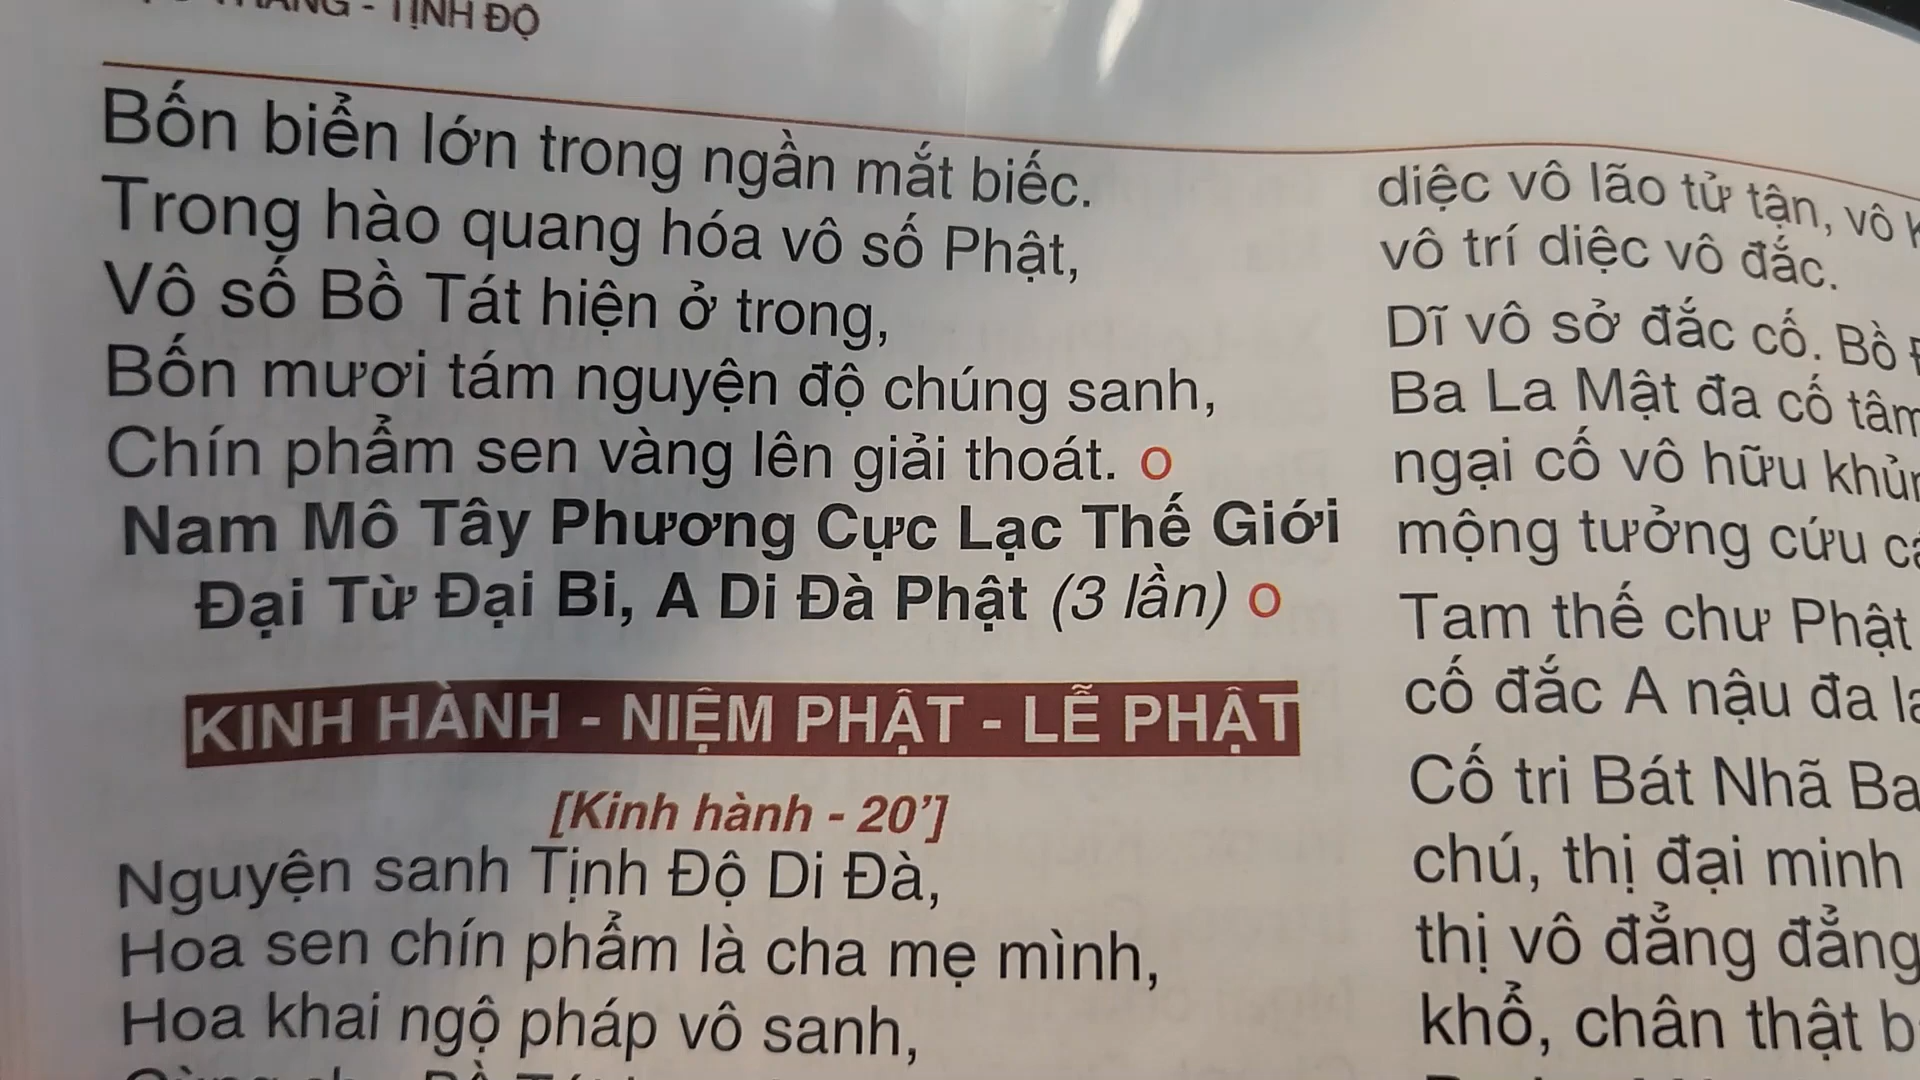 TỊNH ĐỘ
Bốn biển lớn trong ngần mắt biếc.
Trong hào quang hóa vô số Phật,
Vô số Bồ Tát hiện ở trong,
Bốn mươi tám nguyện độ chúng sanh,
Chín phẩm sen vàng lên giải thoát. o
Nam Mô Tây Phương Cực Lạc Thế Giới
Đại Từ Đại Bi, A Di Đà Phật (3 lần) o
KINH HÀNH - NIỆM PHẬT - LỄ PHẬT
[Kinh hành - 20’]
Nguyện sanh Tịnh Độ Di Đà,
Hoa sen chín phẩm là cha mẹ mình,
Hoa khai ngộ pháp vô sanh,
diệc vô lão tử tận, vô
vô trí diệc vô đắc.
Dĩ vô sở đắc cố. Bồ
Ba La Mật đa cố
ngại cố vô hữu
mộng tưởng cứu
Tam thế chư Phật
cố đắc A nậu đa
Cố tri Bát Nhã Ba
chú, thị đại minh
thị vô đẳng đẳng
khổ, chân thật